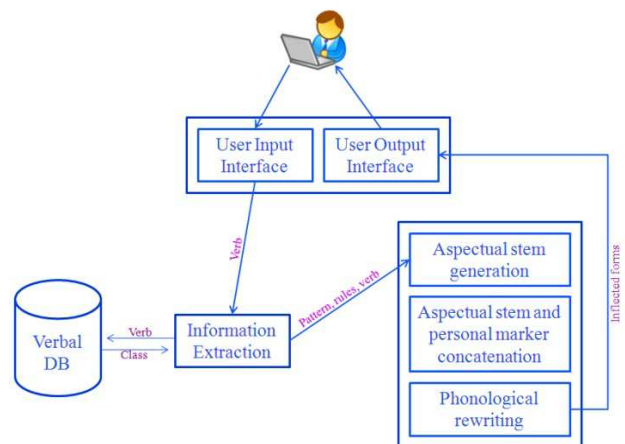 User Input
Interface
User Output
Interface
Verb
Pattern, rules, verb
Inflected forms
Aspectual stem
generation
Aspectual stem and
personal marker
concatenation
Phonological
rewriting
Information
Extraction
Verb
Class
Verbal
DB